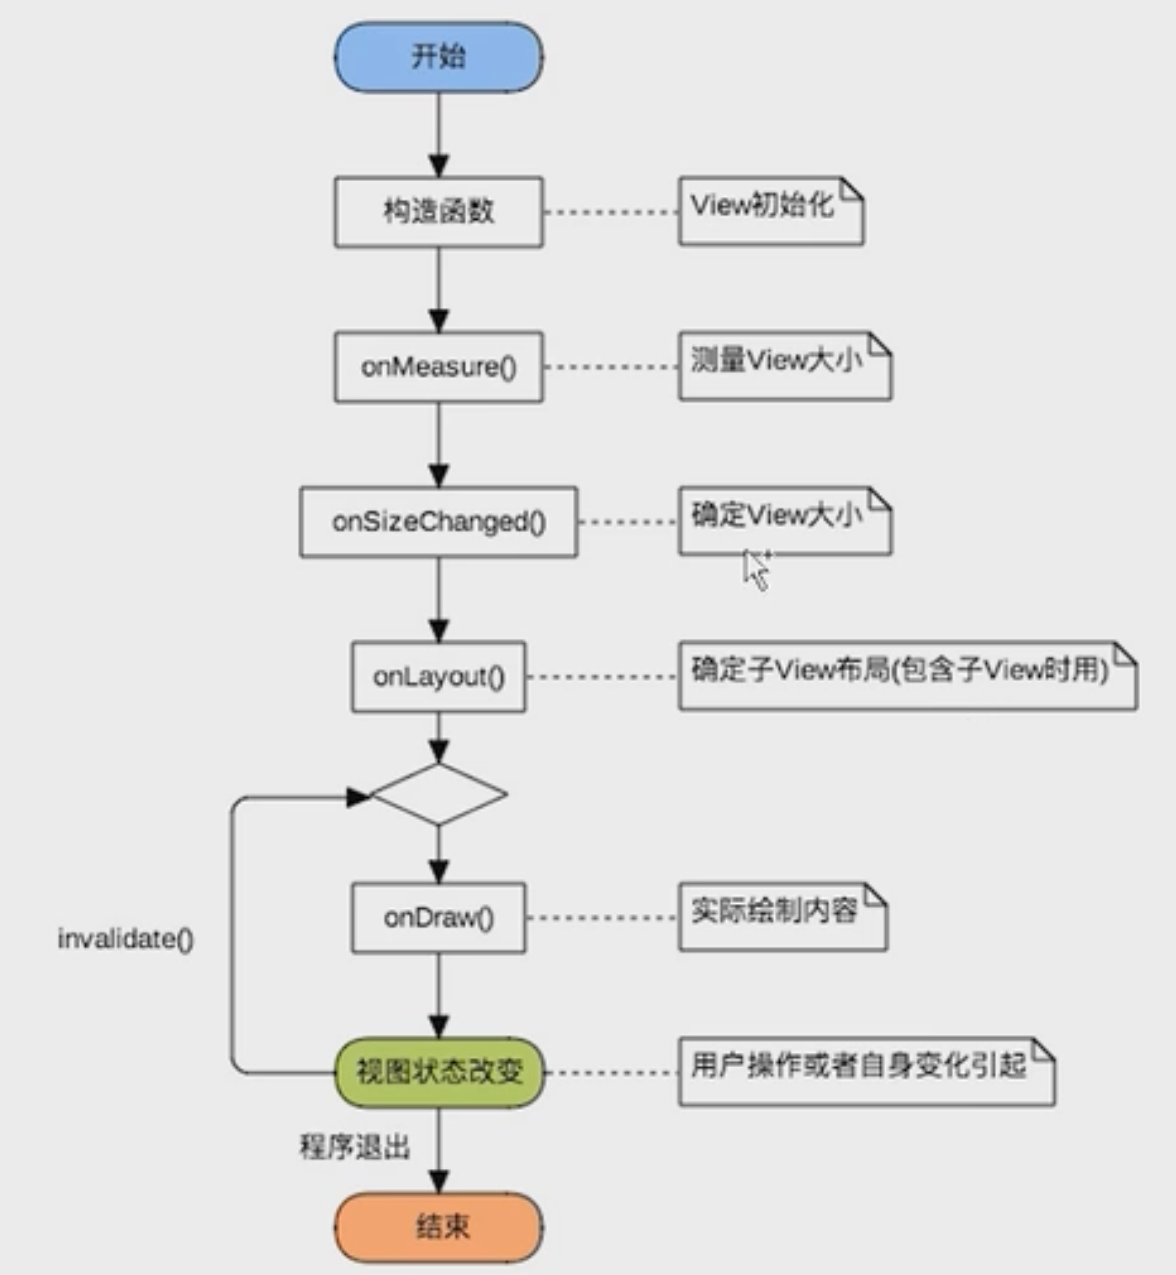 开始
构造函数
View初始化
onMeasure()
测量View大小
onSizeChanged()
确定View大小
onLayout()
确定子View布局(包含子View时用)
onDraw()
实际绘制内容
invalidate()
视图状态改变
用户操作或者自身变化引起
程序退出
结束